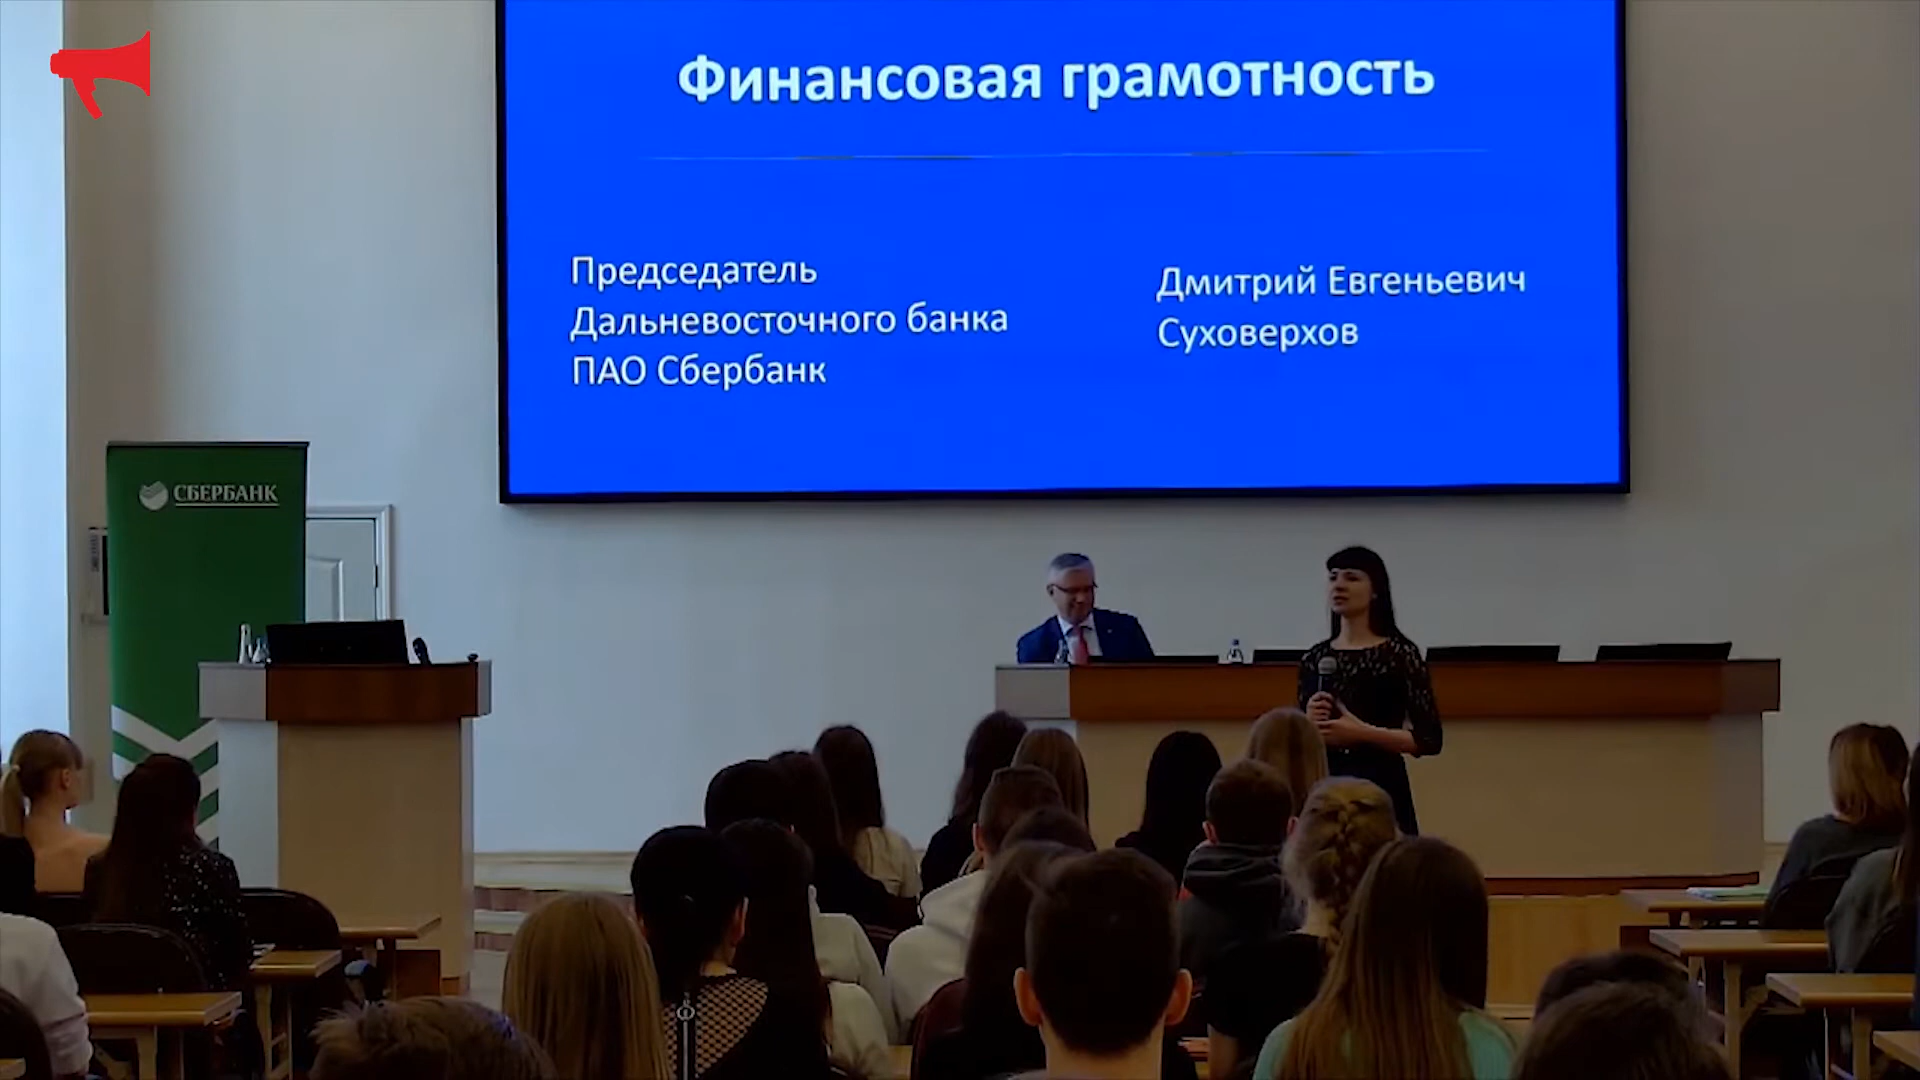 Финансовая грамотность
Председатель
Дальневосточного банка
ПАО Сбербанк
Дмитрий Евгеньевич
Суховерхов
СБЕРБАНК